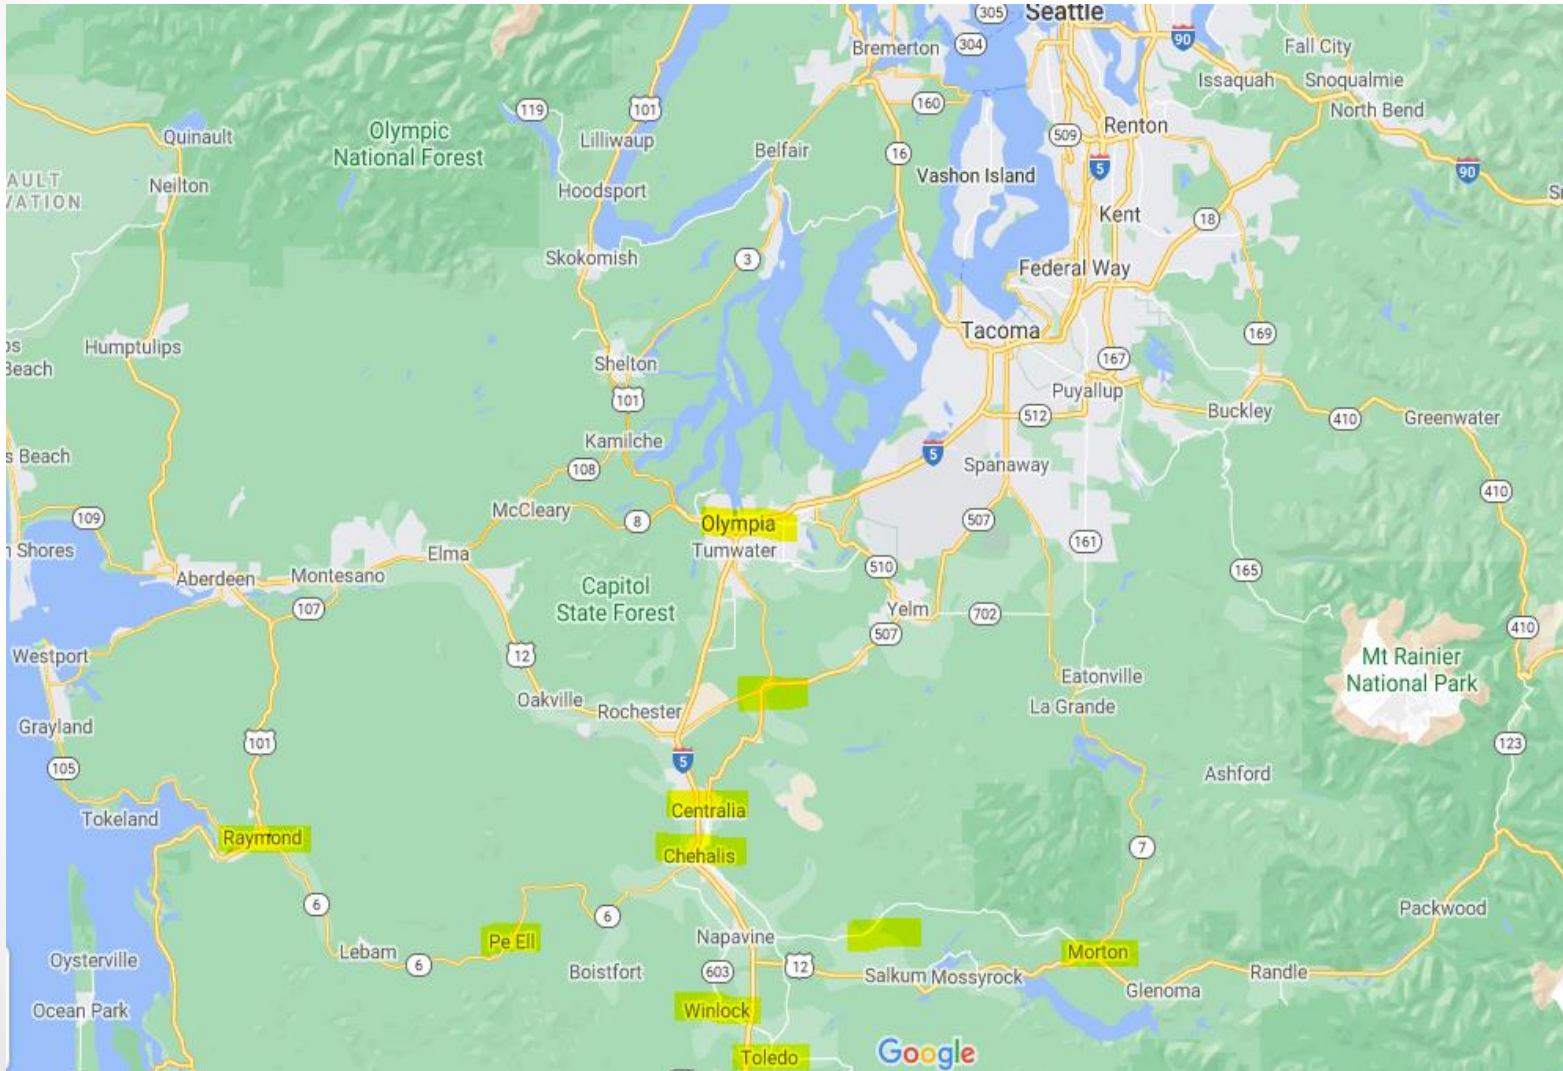 305
Seattle
Bremerton
304
90
Fall City
Issaquah
Snoqualmie
119
101
160
North Bend
Quinault
Olympic
National Forest
Lilliwaup
Belfair
16
509
Renton
5
90
AULT
VATION
Neilton
Hoodsport
Vashon Island
Kent
18
Skokomish
3
Federal Way
Humptulips
Beach
Shelton
Tacoma
169
167
101
Puyallup
Buckley
512
410
Greenwater
s Beach
Kamilche
108
5
Spanaway
410
109
McCleary
8
Olympia
507
n Shores
Elma
Tumwater
161
Aberdeen
Montesano
107
Capitol
State Forest
510
165
Yelm
702
507
410
Westport
12
Mt Rainier
National Park
Oakville
Rochester
Eatonville
La Grande
Grayland
101
105
5
123
Ashford
Tokeland
Centralia
Raymond
Chehalis
7
6
6
Packwood
Pe Ell
Napavine
Lebam
6
Morton
Oysterville
Boistfort
603
12
Salkum
Mossyrock
Randle
Glenoma
Ocean Park
Winlock
Toledo
Google